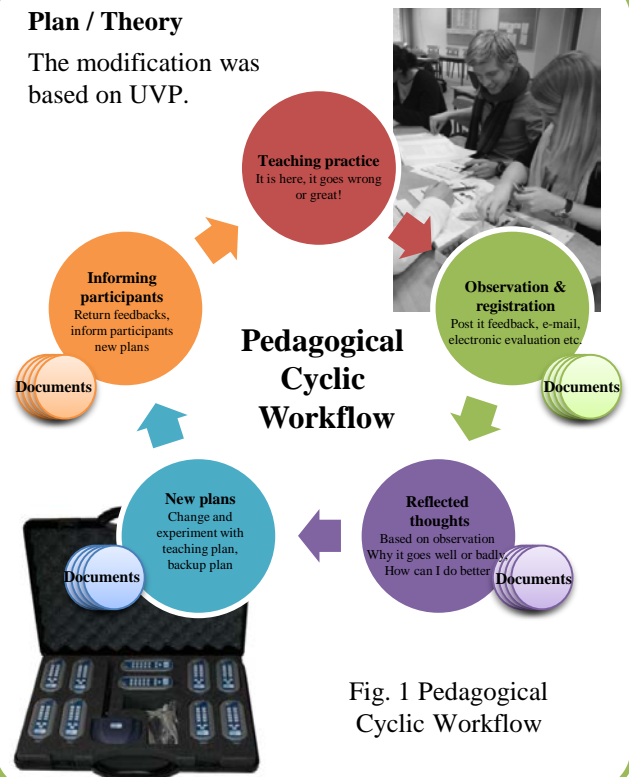 Plan / Theory
The modification was
based on UVP.
Teaching practice
It is here, it goes wrong
or great!
Observation &
registration
Post it feedback, e-mail,
electronic evaluation etc.
Documents
Reflected
thoughts
Based on observation
Why it goes well or badly,
How can I do better
Documents
New plans
Change and
experiment with
teaching plan,
backup plan
Documents
Informing
participants
Return feedbacks,
inform participants
new plans
Documents
Pedagogical
Cyclic
Workflow
Fig. 1 Pedagogical
Cyclic Workflow